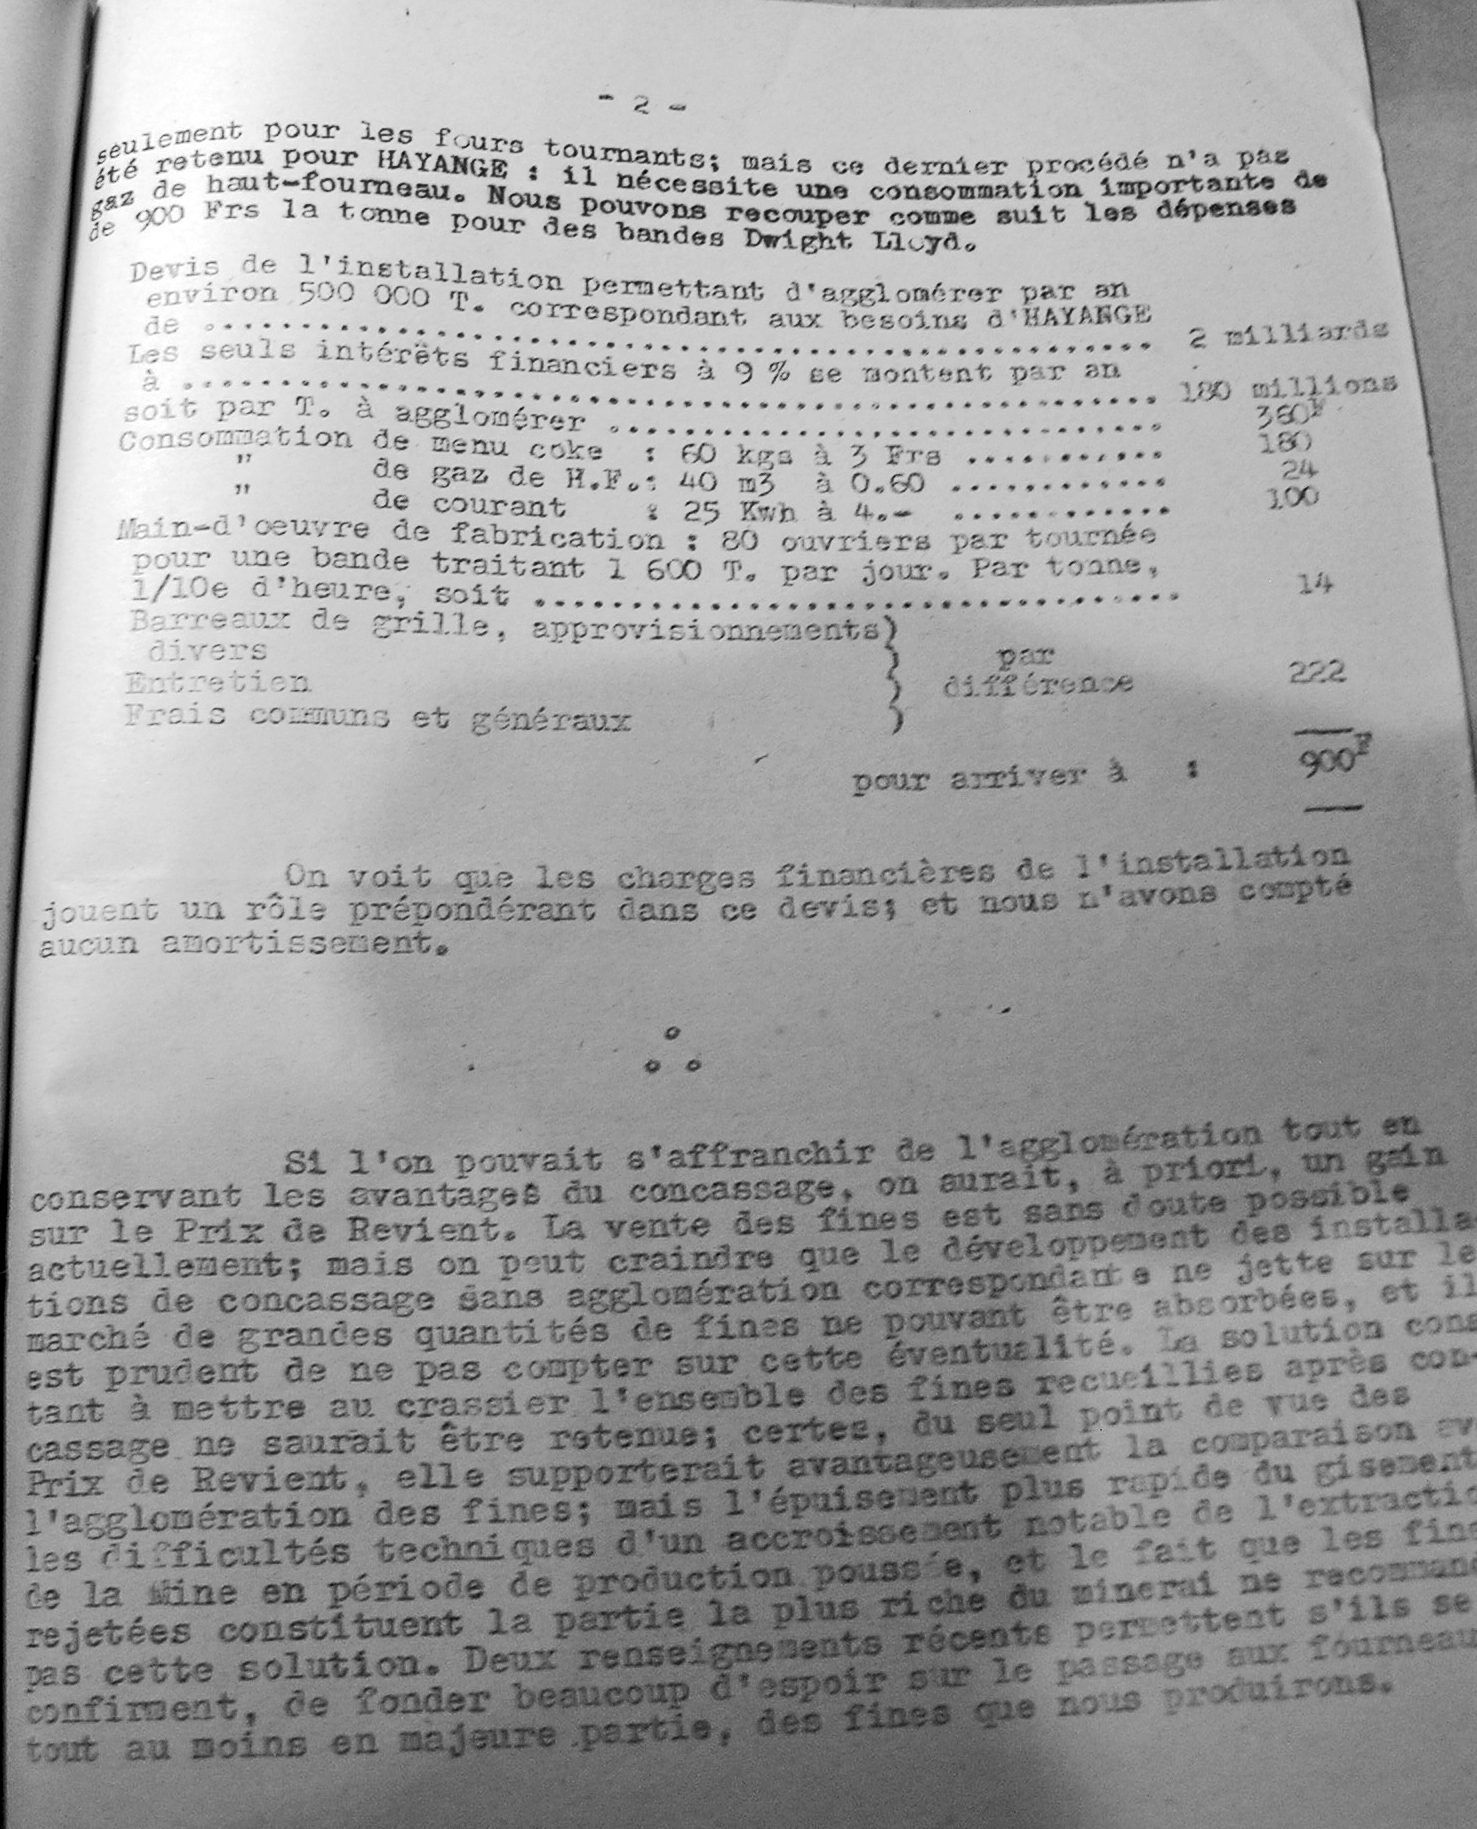 - 2 -
seulement pour les fours tournants; mais ce dernier procédé n'a pas
été retenu pour HAYANGE : il nécessite une consommation importante de
gaz de haut-fourneau. Nous pouvons recouper comme suit les dépenses
de 900 Frs la tonne pour des bandes Dwight Lloyd.
Devis de l'installation permettant d'agglomérer par an
environ 500 000 T. correspondant aux besoins d'HAYANGE
de .................................................. 2 milliards
Les seuls intérêts financiers à 9 % se montent par an
à .................................................. 180 millions
soit par T. à agglomérer ............................. 360F
Consommation de menu coke : 60 kgs à 3 Frs ........... 180
" de gaz de H.F.: 40 m3 à 0.60 ............ 24
" de courant : 25 Kwh à 4.- ............ 100
Main-d'oeuvre de fabrication : 80 ouvriers par tournée
pour une bande traitant 1 600 T. par jour. Par tonne,
1/10e d'heure, soit .................................. 14
Barreaux de grille, approvisionnements)
divers ) par
Entretien ) différence 222
Frais communs et généraux )
pour arriver à : 900F
On voit que les charges financières de l'installation
jouent un rôle prépondérant dans ce devis; et nous n'avons compté
aucun amortissement.
Si l'on pouvait s'affranchir de l'agglomération tout en
conservant les avantages du concassage, on aurait, à priori, un gain
sur le Prix de Revient. La vente des fines est sans doute possible
actuellement; mais on peut craindre que le développement des installa
tions de concassage sans agglomération correspondante ne jette sur le
marché de grandes quantités de fines ne pouvant être absorbées, et il
est prudent de ne pas compter sur cette éventualité. La solution cons
tant à mettre au crassier l'ensemble des fines recueillies après con-
cassage ne saurait être retenue; certes, du seul point de vue des
Prix de Revient, elle supporterait avantageusement la comparaison av
l'agglomération des fines; mais l'épuisement plus rapide du gisement
les difficultés techniques d'un accroissement notable de l'extractio
de la Mine en période de production poussée, et le fait que les fin
rejetées constituent la partie la plus riche du minerai ne recomman
pas cette solution. Deux renseignements récents permettent s'ils se
confirment, de fonder beaucoup d'espoir sur le passage aux fourneau
tout au moins en majeure partie, des fines que nous produirons.